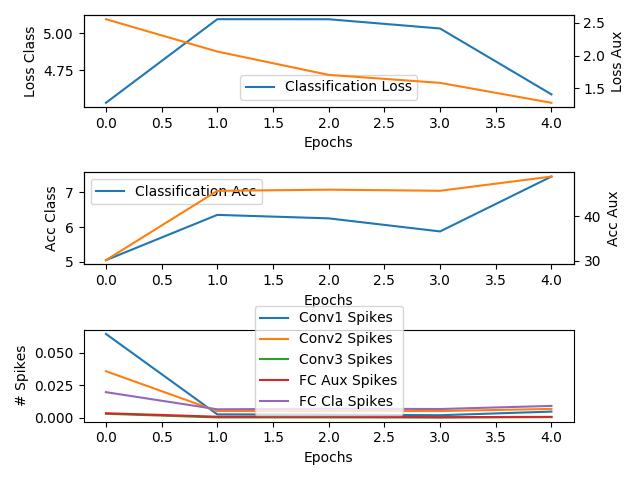 5.00
4.75
Loss Class
Classification Loss
2.5
2.0
1.5
Loss Aux
0.0 0.5 1.0 1.5 2.0 2.5 3.0 3.5 4.0
Epochs
7
6
5
Acc Class
Classification Acc
40
30
Acc Aux
0.0 0.5 1.0 1.5 2.0 2.5 3.0 3.5 4.0
Epochs
0.050
0.025
0.000
# Spikes
Conv1 Spikes
Conv2 Spikes
Conv3 Spikes
FC Aux Spikes
FC Cla Spikes
0.0 0.5 1.0 1.5 2.0 2.5 3.0 3.5 4.0
Epochs